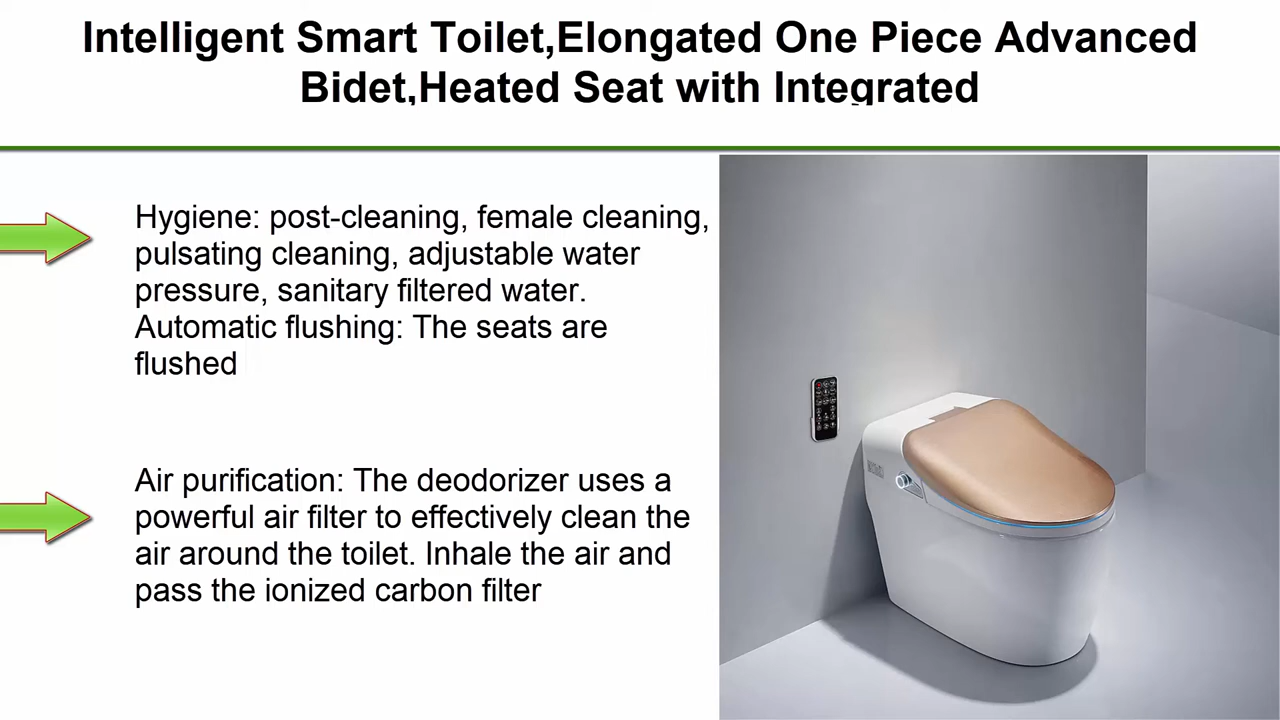 Intelligent Smart Toilet,Elongated One Piece Advanced
Bidet,Heated Seat with Integrated
Hygiene: post-cleaning, female cleaning,
pulsating cleaning, adjustable water
pressure, sanitary filtered water.
Automatic flushing: The seats are
flushed
Air purification: The deodorizer uses a
powerful air filter to effectively clean the
air around the toilet. Inhale the air and
pass the ionized carbon filter